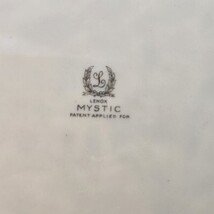 L
LENOX
MYSTIC
PATENT APPLIED FOR